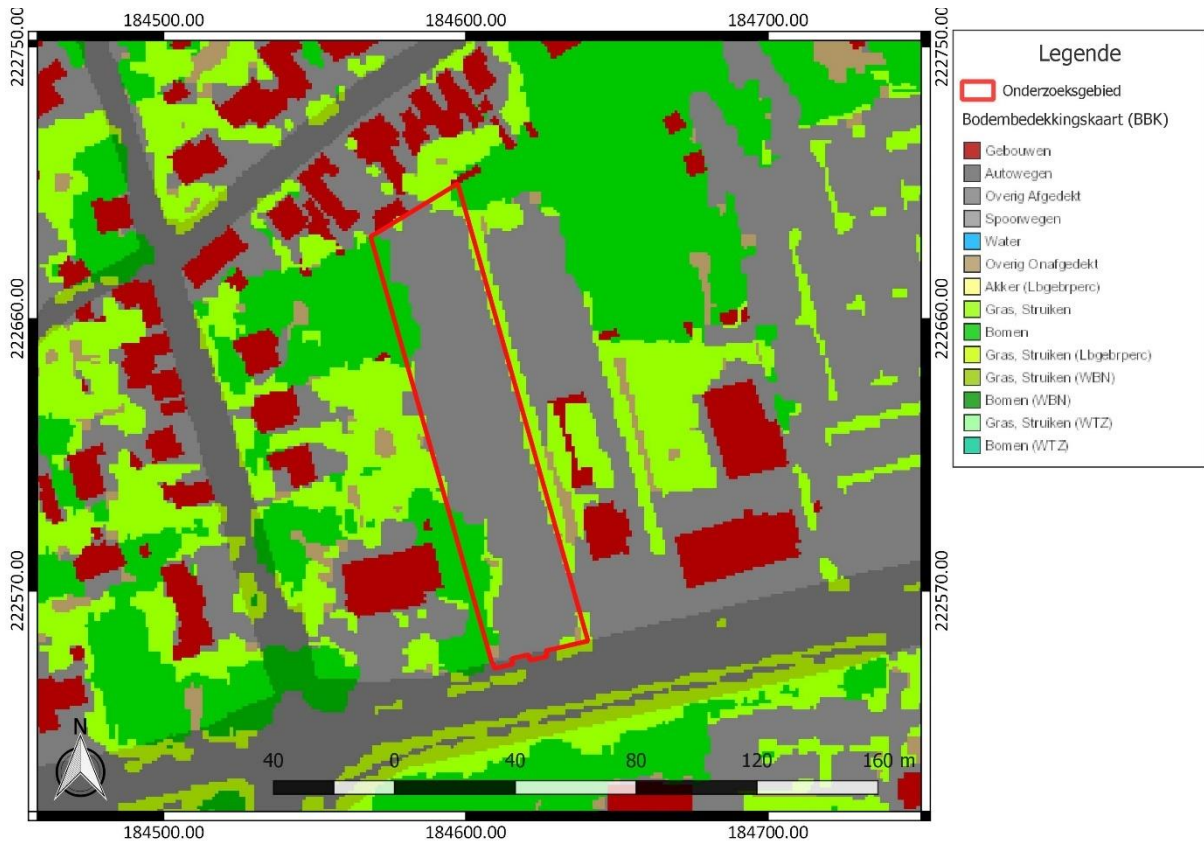 184500.00 184600.00 184700.00
222750.00 222750.00
Legende
Onderzoeksgebied
Bodembedekkingskaart (BBK)
Gebouwen
Autowegen
Overig Afgedekt
Spoorwegen
Water
Overig Onafgedekt
Akker (Lbgebrperc)
Gras, Struiken
Bomen
Gras, Struiken (Lbgebrperc)
Gras, Struiken (WBN)
Bomen (WBN)
Gras, Struiken (WTZ)
Bomen (WTZ)
222660.00 222660.00
222570.00 222570.00
N
40 0 40 80 120 160 m
184500.00 184600.00 184700.00